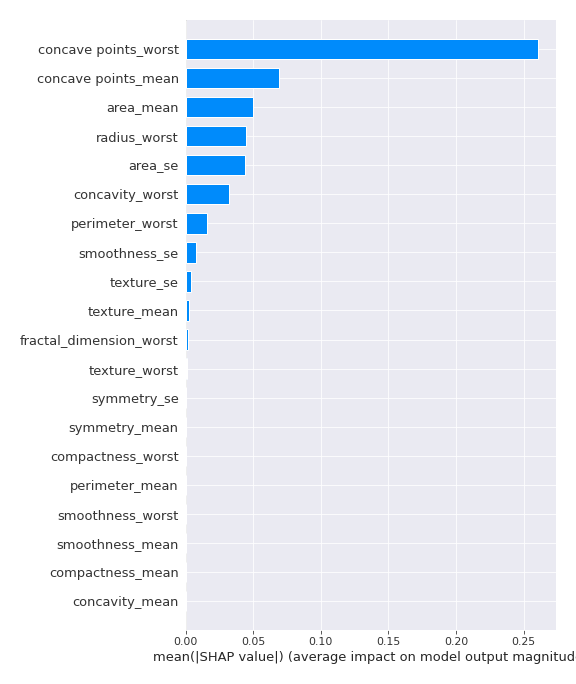 concave points_worst
concave points_mean
area_mean
radius_worst
area_se
concavity_worst
perimeter_worst
smoothness_se
texture_se
texture_mean
fractal_dimension_worst
texture_worst
symmetry_se
symmetry_mean
compactness_worst
perimeter_mean
smoothness_worst
smoothness_mean
compactness_mean
concavity_mean
0.00 0.05 0.10 0.15 0.20 0.25
mean(|SHAP value|) (average impact on model output magnitud